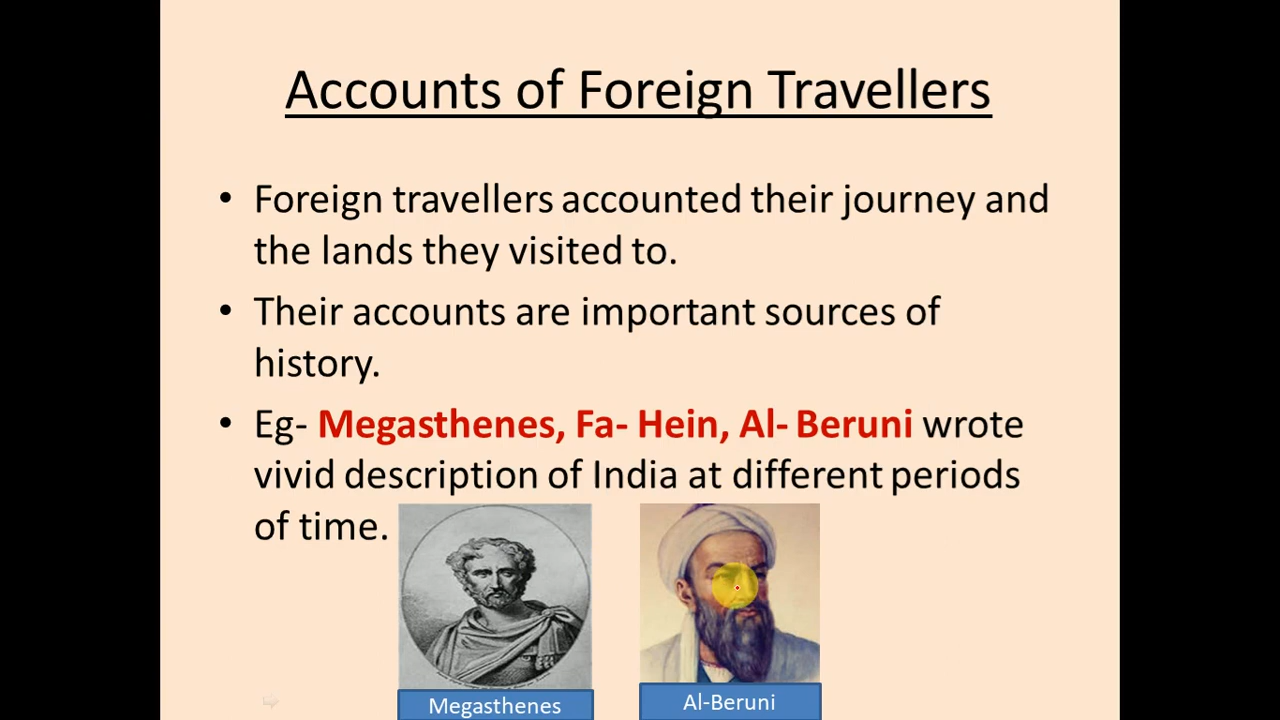 Accounts of Foreign Travellers
• Foreign travellers accounted their journey and
the lands they visited to.
• Their accounts are important sources of
history.
• Eg- Megasthenes, Fa- Hein, Al- Beruni wrote
vivid description of India at different periods
of time.
Megasthenes
Al-Beruni